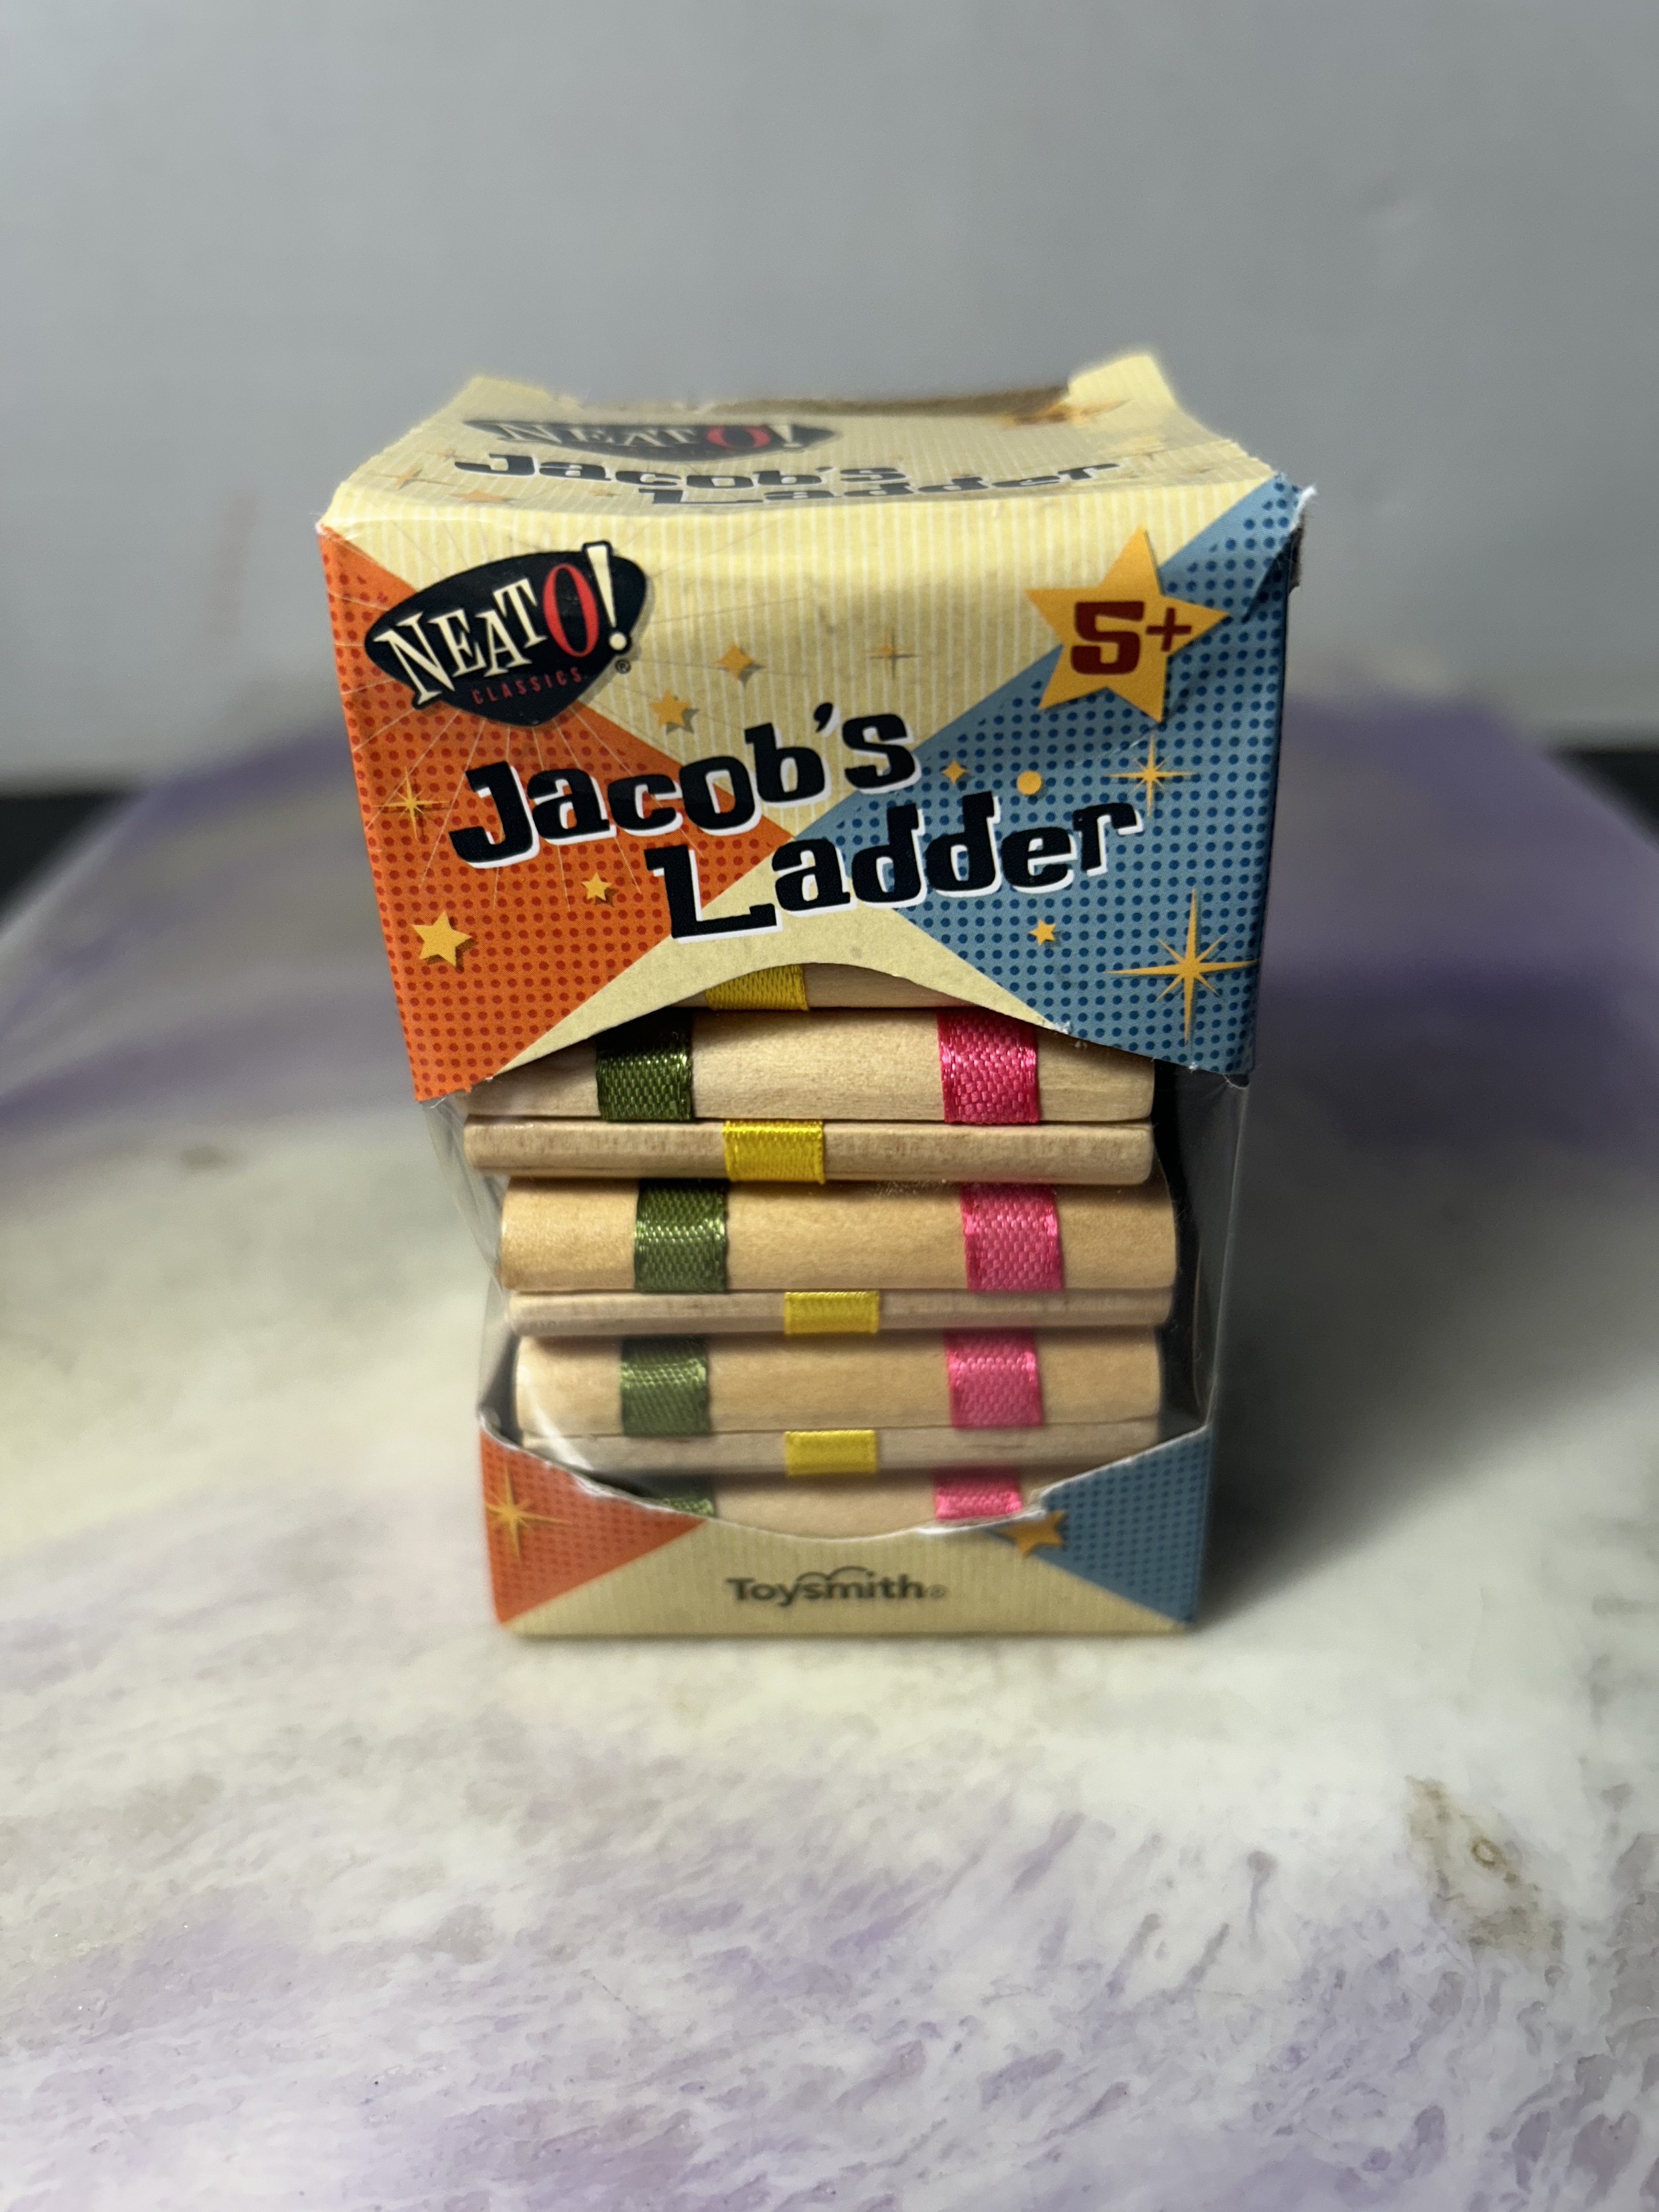 NEATO!
Jacob's
Ladder
NEATO!®
CLASSICS
5+
Jacob's
Ladder
Toysmith®